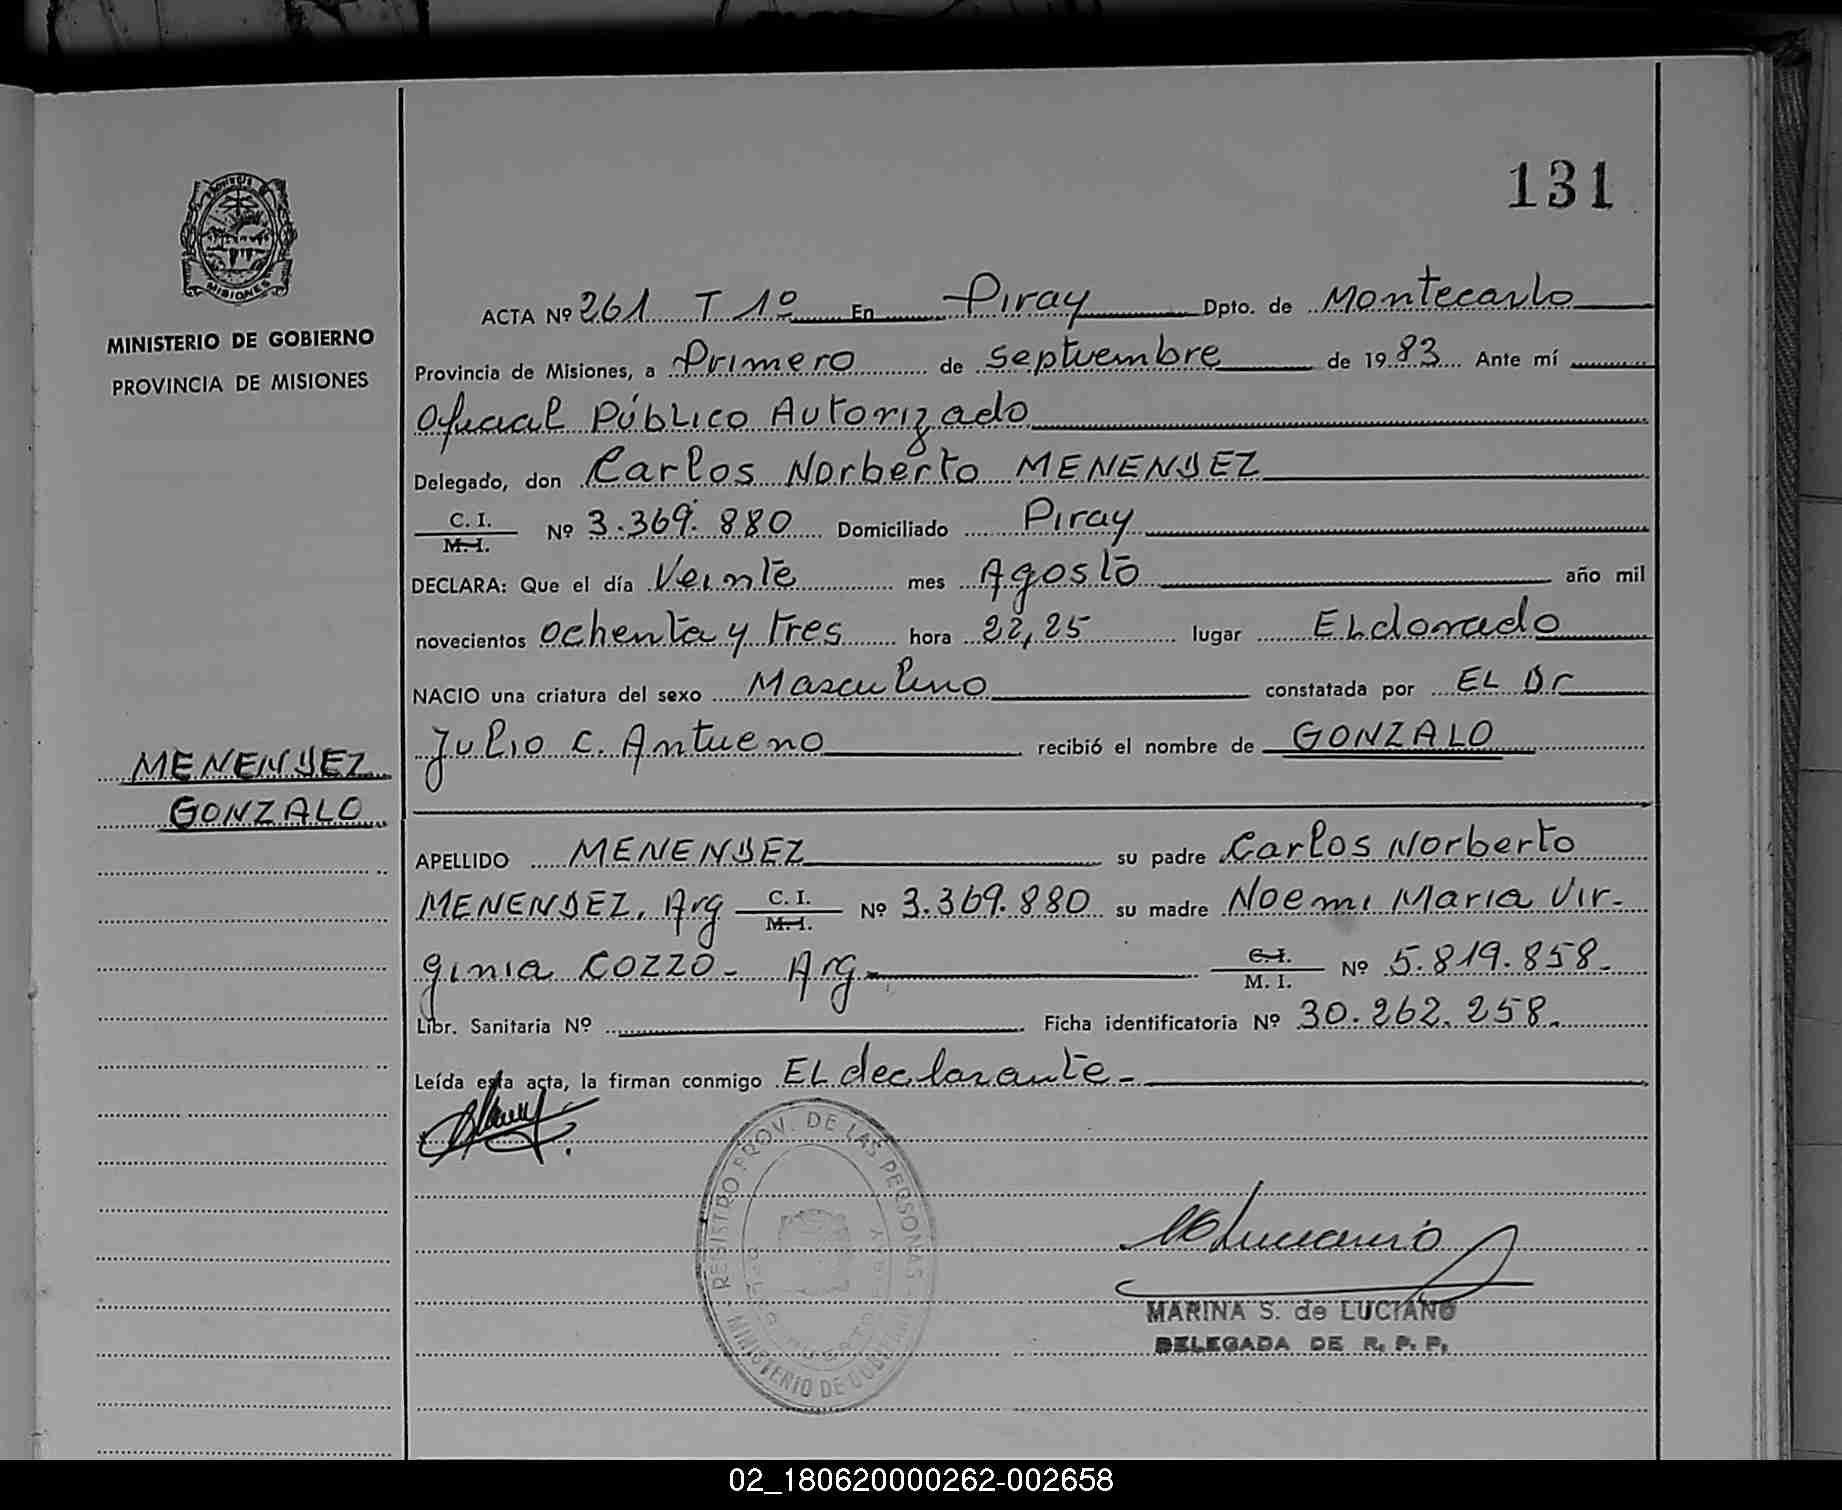 131
MISIONES
MINISTERIO DE GOBIERNO
PROVINCIA DE MISIONES
ACTA Nº 261 T 1º En Piray Dpto. de Montecarlo
Provincia de Misiones, a Primero de Septiembre de 1983 Ante mí
Oficial Público Autorizado
Delegado, don Carlos Norberto MENENDEZ
C. I.
M. I. Nº 3.369.880 Domiciliado Piray
DECLARA: Que el día Veinte mes Agosto año mil
novecientos ochenta y tres hora 22,25 lugar ELdorado
NACIO una criatura del sexo Masculino constatada por EL Dr
Julio C. Antueno recibió el nombre de GONZALO
MENENDEZ
GONZALO
APELLIDO MENENDEZ su padre Carlos Norberto
MENENDEZ, Arg C. I. M. I. Nº 3.369.880 su madre Noemi Maria Vir-
ginia COZZO- Arg- C. I. M. I. Nº 5.819.858-
Libr. Sanitaria Nº Ficha identificatoria Nº 30.262.258.
Leída esta acta, la firman conmigo EL declarante-
REGISTRO PROV. DE LAS PERSONAS
MINISTERIO DE GOBIERNO
MARINA S. de LUCIANO
DELEGADA DE R. P. P.
02_180620000262-002658